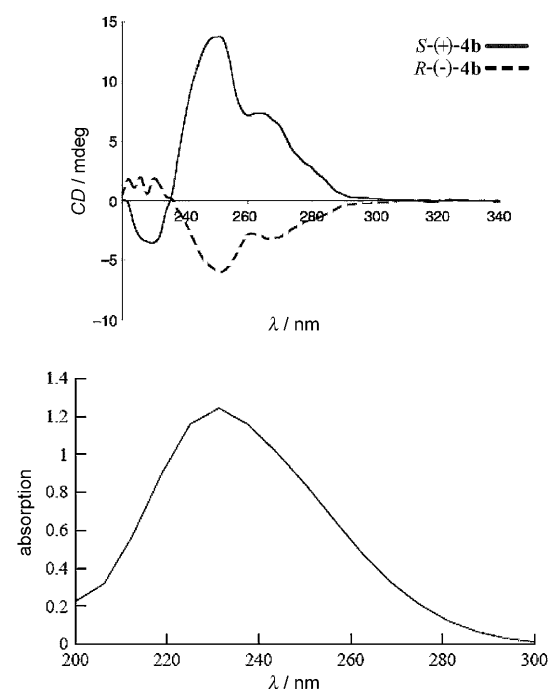 15
S-(+)-4b
R-(-)-4b
10
5
CD / mdeg
0
240 260 280 300 320 340
−5
−10
λ / nm
1.4
1.2
1
0.8
absorption
0.6
0.4
0.2
0
200 220 240 260 280 300
λ / nm